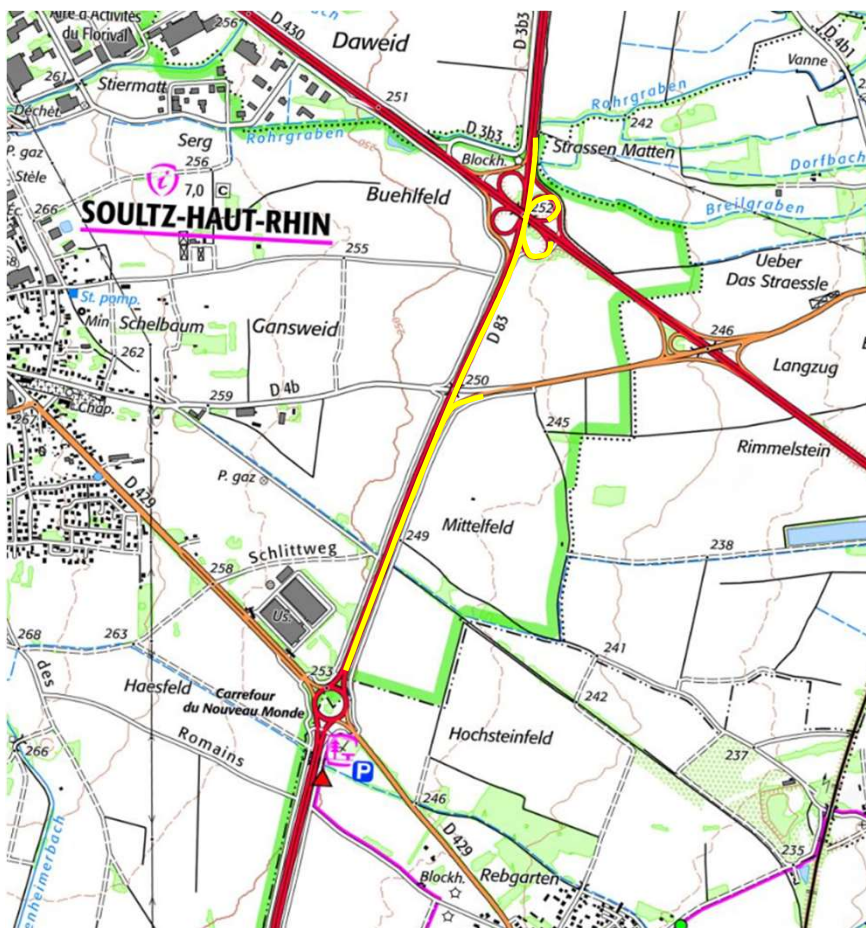 Aire d'Activités
du Florival
256
D 430
Daweid
D 3b3
D 4b1
Vanne
261
Stiermatt
251
Rohrgraben
242
Déchèt.
Serg
Rohrgraben
D 3b3
Strassen Matten
Dorfbach
P. gaz
Stèle
256
Blockh.
i
7,0
C
Buehlfeld
252
Breilgraben
266
SOULTZ-HAUT-RHIN
255
Ueber
Das Straessle
St. pomp.
Min
Schelbaum
Gansweid
D 83
246
262
Langzug
250
D 4b
259
Chap.
267
245
Rimmelstein
P. gaz
D 429
Mittelfeld
249
238
Schlittweg
258
Us.
268
263
253
241
des
Haesfeld
Carrefour
du Nouveau Monde
242
Romains
Hochsteinfeld
237
266
P
246
D 429
235
Blockh.
Rebgarten
enheimerbach